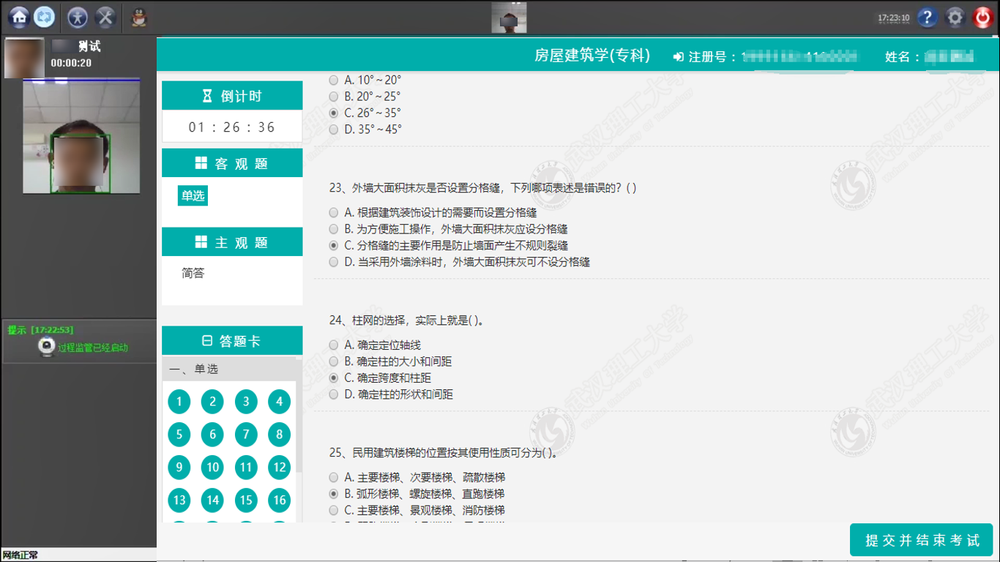 17:23:10
测试
00:00:20
房屋建筑学(专科)
注册号：
姓名：
倒计时
01 : 26 : 36
客 观 题
单选
主 观 题
简答
提示 [17:22:53]
过程监管已经启动
答题卡
一、单选
1 2 3 4
5 6 7 8
9 10 11 12
13 14 15 16
网络正常
A. 10°~20°
B. 20°~25°
C. 26°~35°
D. 35°~45°
23、外墙大面积抹灰是否设置分格缝，下列哪项表述是错误的? ( )
A. 根据建筑装饰设计的需要而设置分格缝
B. 为方便施工操作，外墙大面积抹灰应设分格缝
C. 分格缝的主要作用是防止墙面产生不规则裂缝
D. 当采用外墙涂料时，外墙大面积抹灰可不设分格缝
24、柱网的选择，实际上就是( )。
A. 确定定位轴线
B. 确定柱的大小和间距
C. 确定跨度和柱距
D. 确定柱的形状和间距
25、民用建筑楼梯的位置按其使用性质可分为( )。
A. 主要楼梯、次要楼梯、疏散楼梯
B. 弧形楼梯、螺旋楼梯、直跑楼梯
C. 主要楼梯、景观楼梯、消防楼梯
提交并结束考试
武汉理工大学
Wuhan University of Technology